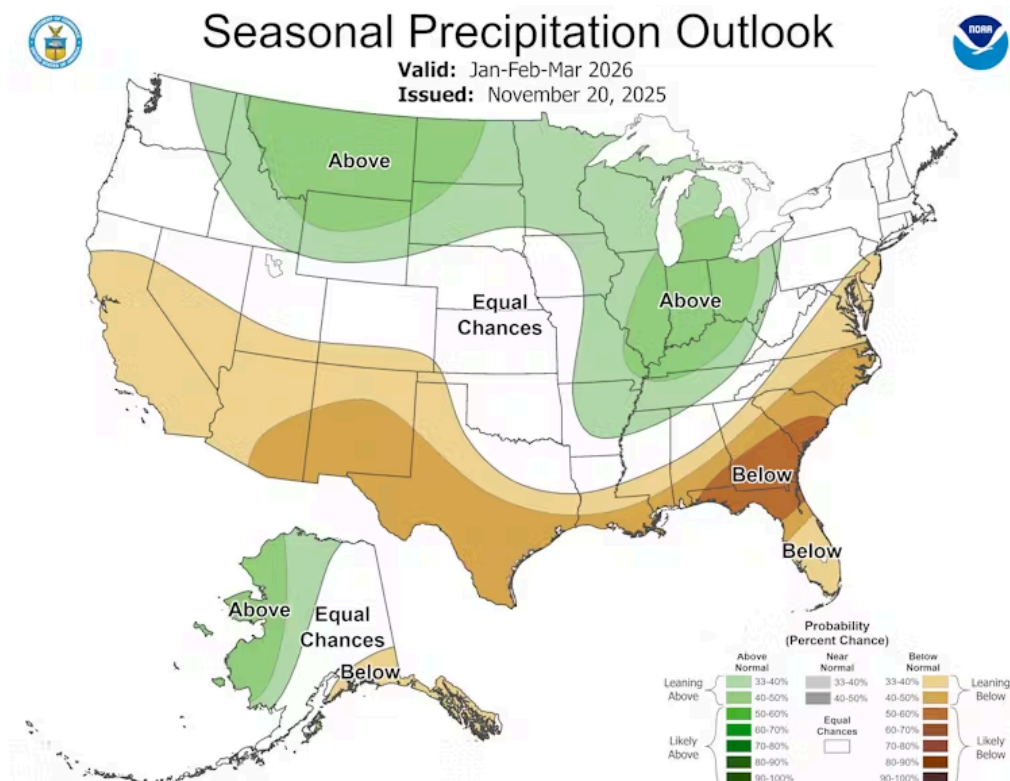 Seasonal Precipitation Outlook
NOAA
Valid: Jan-Feb-Mar 2026
Issued: November 20, 2025
Above
Equal
Chances
Above
Below
Below
Above
Equal
Chances
Below
Probability
(Percent Chance)
Above
Normal
Near
Normal
Below
Normal
Leaning
Above
33-40%
33-40%
33-40%
Leaning
Below
40-50%
40-50%
40-50%
50-60%
50-60%
60-70%
Equal
Chances
60-70%
Likely
Above
70-80%
70-80%
Likely
Below
80-90%
80-90%
90-100%
90-100%